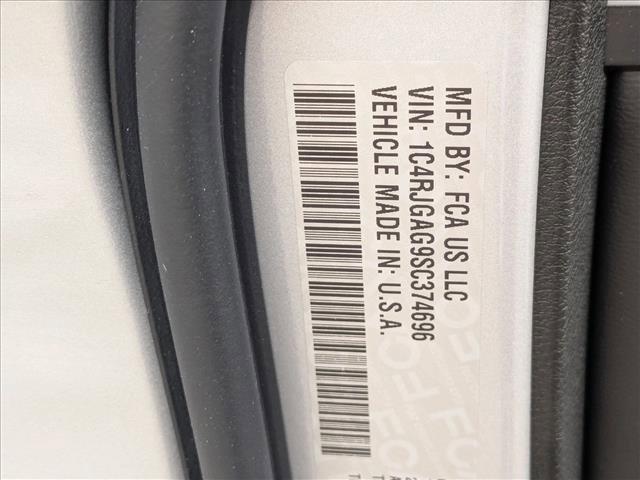 MFD BY: FCA US LLC
VIN: 1C4RJGAG9SC374696
VEHICLE MADE IN: U.S.A.